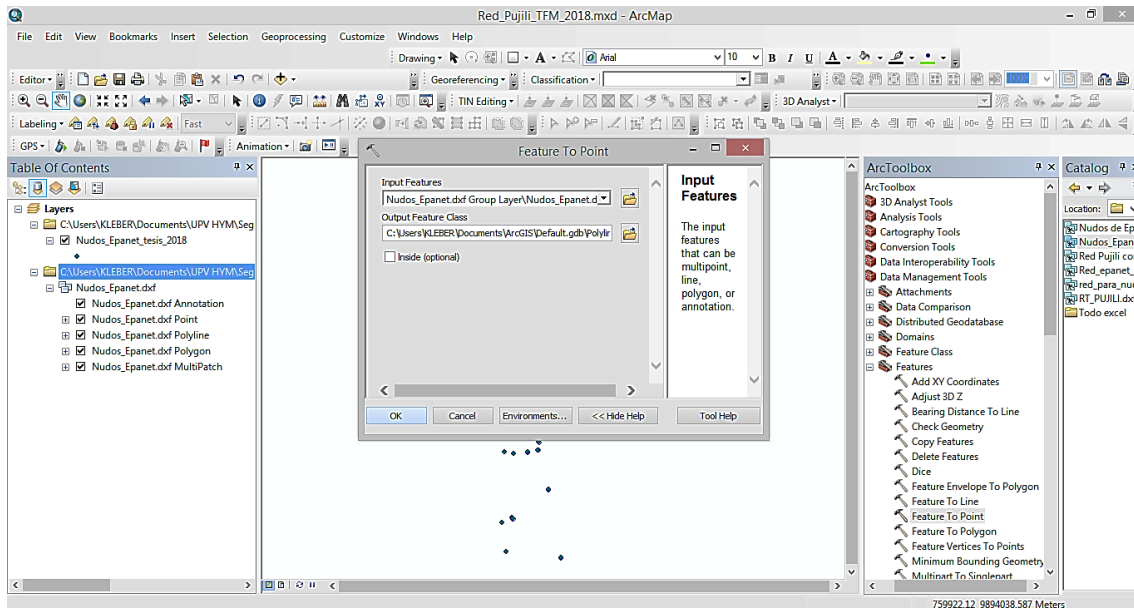 Red_Pujili_TFM_2018.mxd - ArcMap
File Edit View Bookmarks Insert Selection Geoprocessing Customize Windows Help
Drawing A Arial 10 B I U A
Editor Georeferencing Classification 100%
TIN Editing 3D Analyst
Labeling Fast
GPS Animation
Table Of Contents
Layers
C:\Users\KLEBER\Documents\UPV HYM\Seg
Nudos_Epanet_tesis_2018
C:\Users\KLEBER\Documents\UPV HYM\Seg
Nudos_Epanet.dxf
Nudos_Epanet.dxf Annotation
Nudos_Epanet.dxf Point
Nudos_Epanet.dxf Polyline
Nudos_Epanet.dxf Polygon
Nudos_Epanet.dxf MultiPatch
Feature To Point
Input Features
Nudos_Epanet.dxf Group Layer\Nudos_Epanet.d
Output Feature Class
C:\Users\KLEBER\Documents\ArcGIS\Default.gdb\Polylir
Inside (optional)
OK Cancel Environments... << Hide Help Tool Help
Input
Features
The input
features
that can be
multipoint,
line,
polygon, or
annotation.
ArcToolbox
ArcToolbox
3D Analyst Tools
Analysis Tools
Cartography Tools
Conversion Tools
Data Interoperability Tools
Data Management Tools
Attachments
Data Comparison
Distributed Geodatabase
Domains
Feature Class
Features
Add XY Coordinates
Adjust 3D Z
Bearing Distance To Line
Check Geometry
Copy Features
Delete Features
Dice
Feature Envelope To Polygon
Feature To Line
Feature To Point
Feature To Polygon
Feature Vertices To Points
Minimum Bounding Geometry
Multipart To Singlepart
Catalog
Location:
Nudos de Ep
Nudos_Epan
Red Pujili co
Red_epanet_
red_para_nu
RT_PUJILI.dx
Todo excel
759922.12 9894038.587 Meters